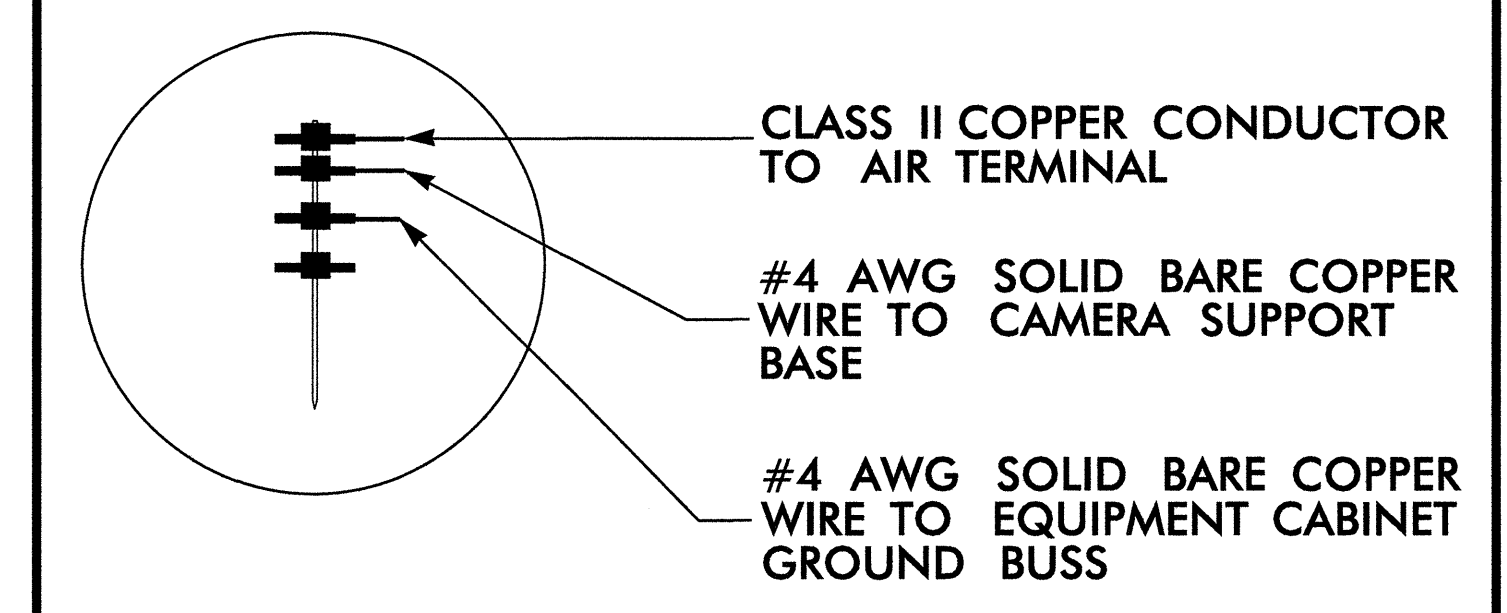 CLASS II COPPER CONDUCTOR
TO AIR TERMINAL
#4 AWG SOLID BARE COPPER
WIRE TO CAMERA SUPPORT
BASE
#4 AWG SOLID BARE COPPER
WIRE TO EQUIPMENT CABINET
GROUND BUSS